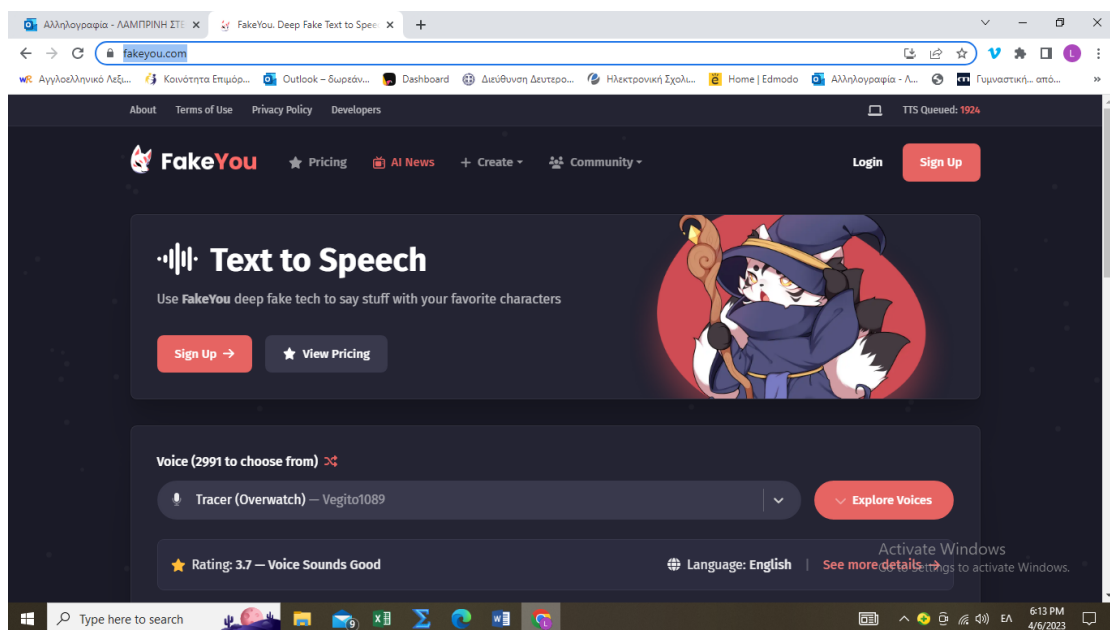 Αλληλογραφία - ΛΑΜΠΡΙΝΗ ΣΤΕ
FakeYou. Deep Fake Text to Spee
fakeyou.com
L
WR Αγγλοελληνικό Λεξι...
Κοινότητα Επιμόρ...
Outlook – δωρεάν...
Dashboard
Διεύθυνση Δευτερο...
Ηλεκτρονική Σχολι...
Home | Edmodo
Αλληλογραφία - Λ...
Γυμναστική... από...
»
About Terms of Use Privacy Policy Developers
TTS Queued: 1924
FakeYou
Pricing
AI News
+ Create
Community
Login
Sign Up
Text to Speech
Use FakeYou deep fake tech to say stuff with your favorite characters
Sign Up →
View Pricing
Voice (2991 to choose from)
Tracer (Overwatch) — Vegito1089
Explore Voices
Rating: 3.7 — Voice Sounds Good
Language: English | See more details →
Activate Windows
Go to Settings to activate Windows.
Type here to search
9
ΕΛ
6:13 PM
4/6/2023